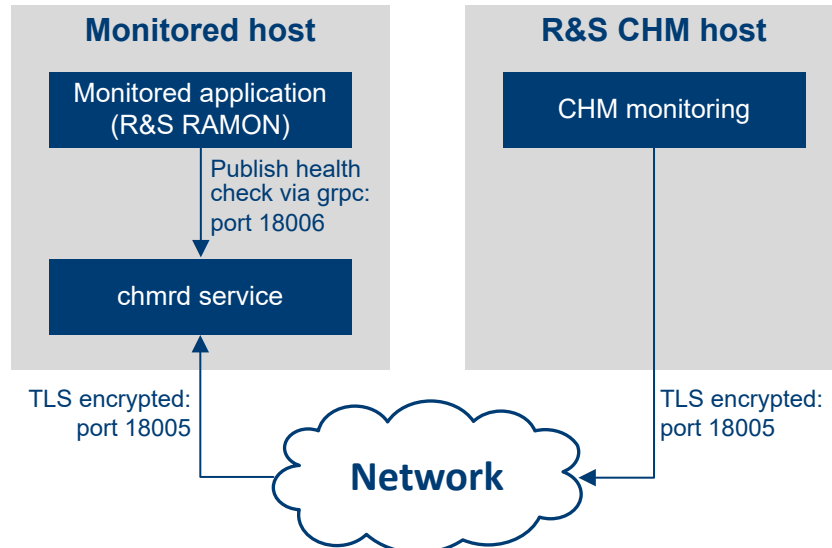 Monitored host
Monitored application
(R&S RAMON)
Publish health
check via grpc:
port 18006
chmrd service
TLS encrypted:
port 18005
R&S CHM host
CHM monitoring
TLS encrypted:
port 18005
Network